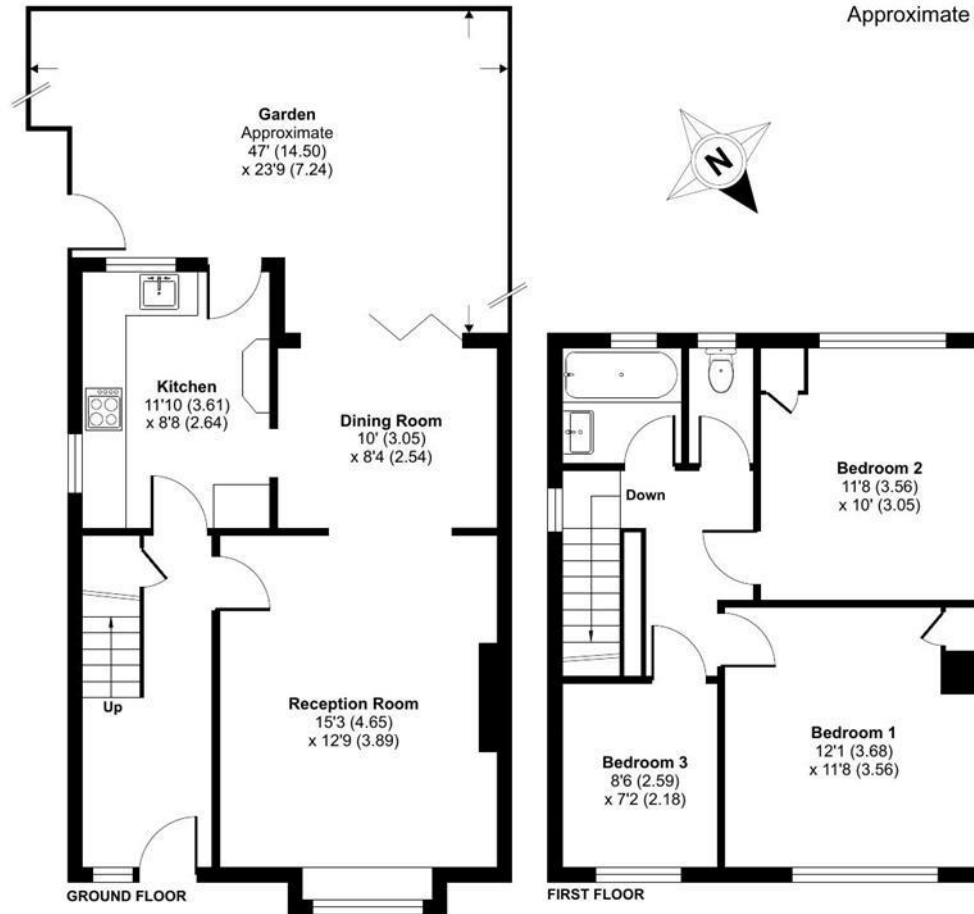 Approximate
Garden
Approximate
47' (14.50)
x 23'9 (7.24)
N
Kitchen
11'10 (3.61)
x 8'8 (2.64)
Dining Room
10' (3.05)
x 8'4 (2.54)
Up
Reception Room
15'3 (4.65)
x 12'9 (3.89)
GROUND FLOOR
Down
Bedroom 2
11'8 (3.56)
x 10' (3.05)
Bedroom 3
8'6 (2.59)
x 7'2 (2.18)
Bedroom 1
12'1 (3.68)
x 11'8 (3.56)
FIRST FLOOR